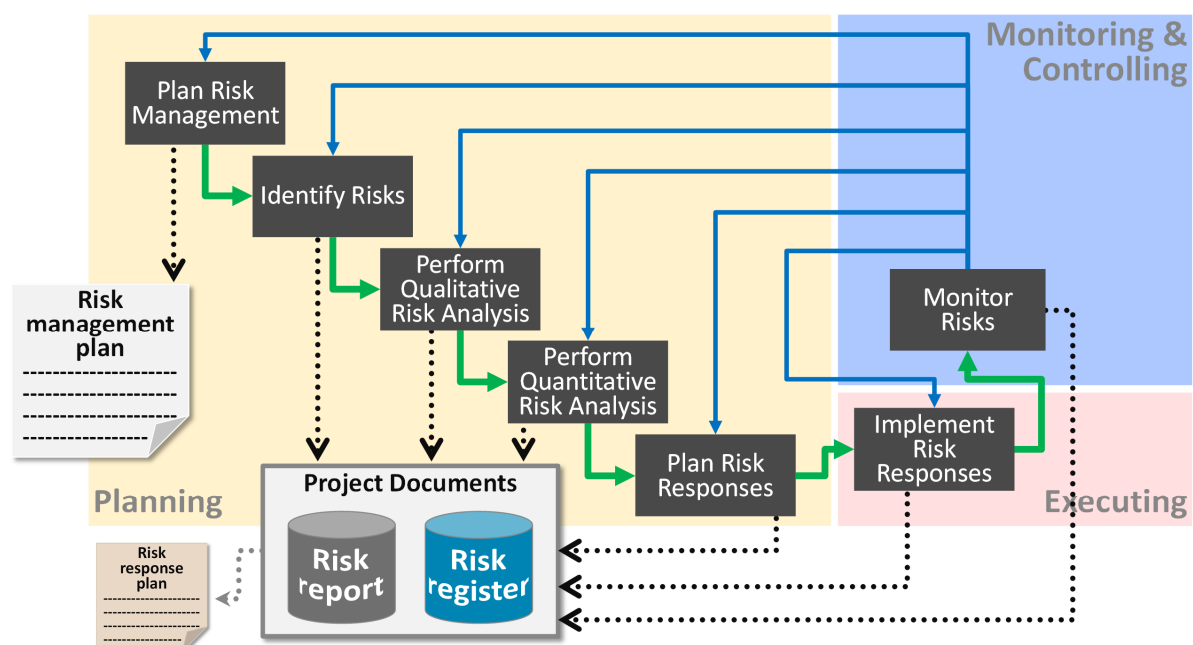 Monitoring &
Controlling
Plan Risk
Management
Identify Risks
Perform
Qualitative
Risk Analysis
Risk
management
plan
Monitor
Risks
Perform
Quantitative
Risk Analysis
Implement
Risk
Responses
Plan Risk
Responses
Planning
Executing
Project Documents
Risk
report
Risk
register
Risk
response
plan